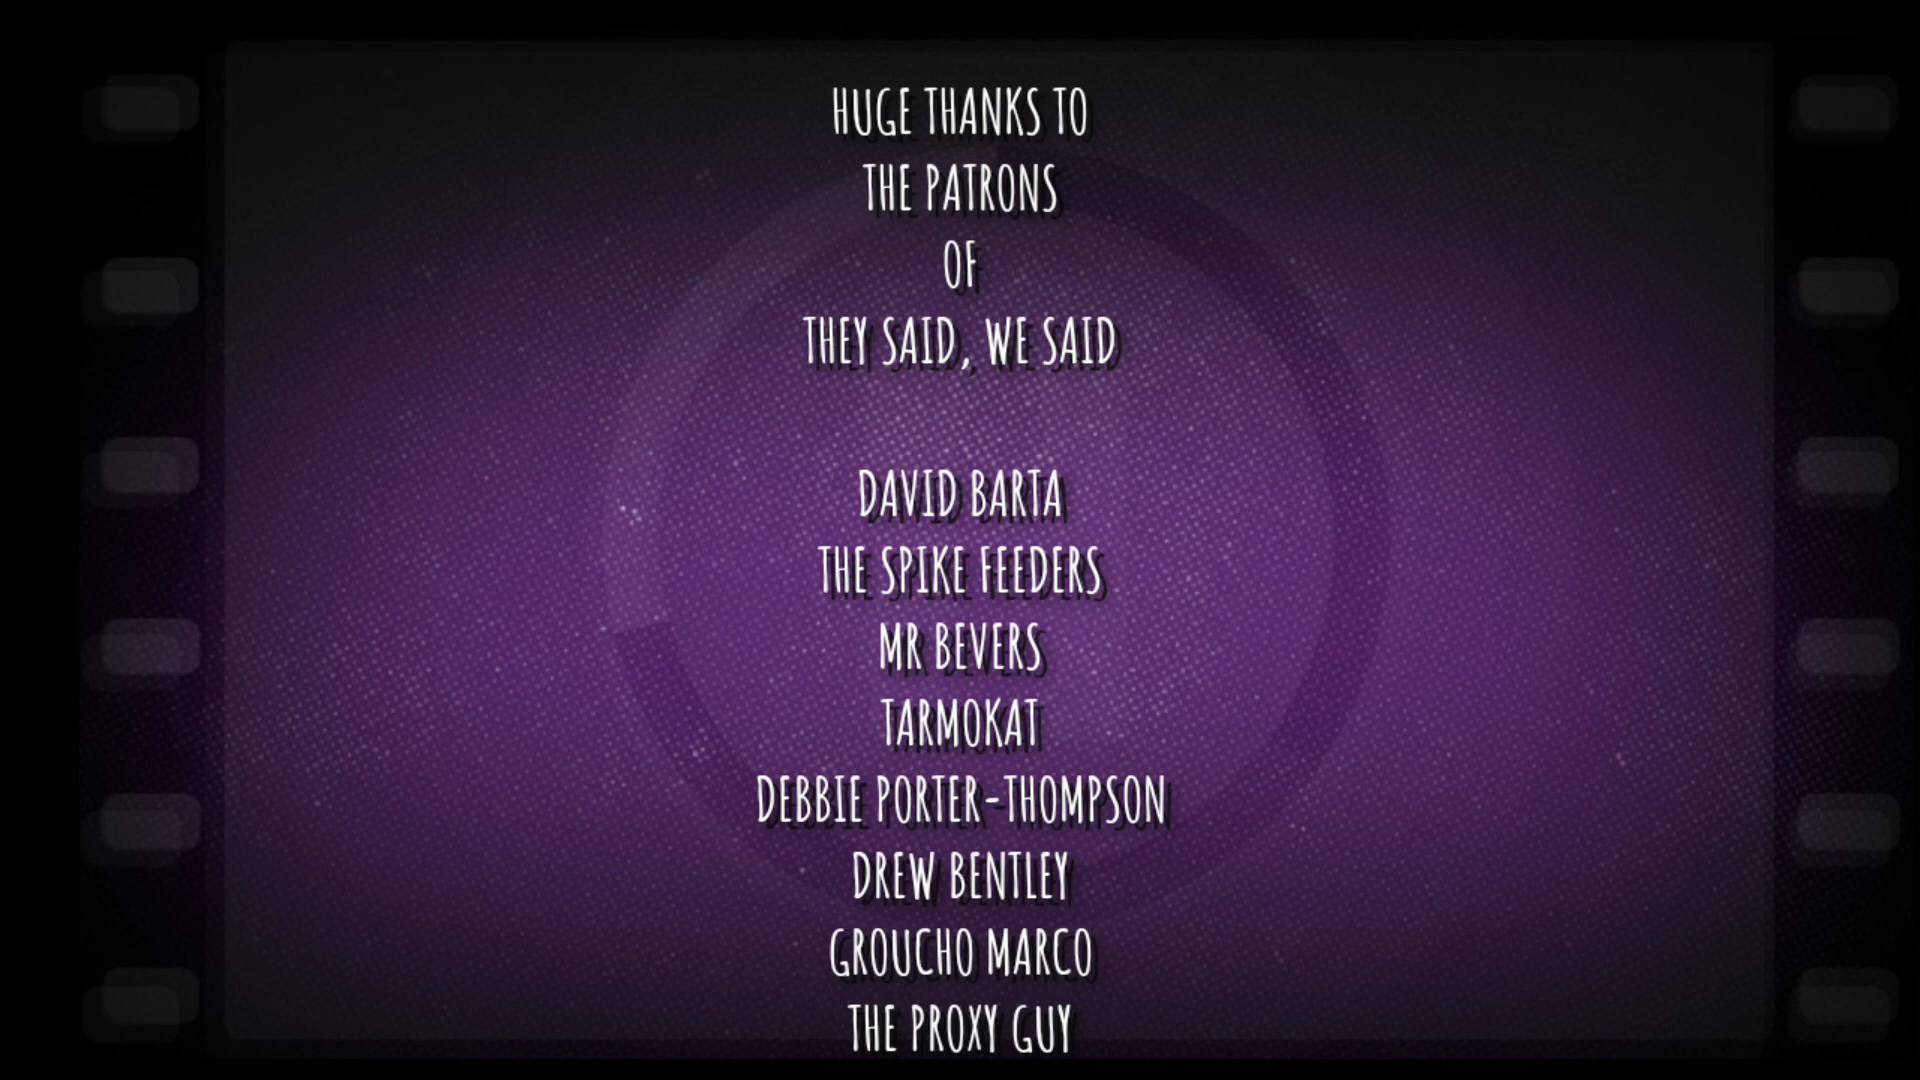 HUGE THANKS TO
THE PATRONS
OF
THEY SAID, WE SAID
DAVID BARTA
THE SPIKE FEEDERS
MR BEVERS
TARMOKAT
DEBBIE PORTER-THOMPSON
DREW BENTLEY
GROUCHO MARCO
THE PROXY GUY